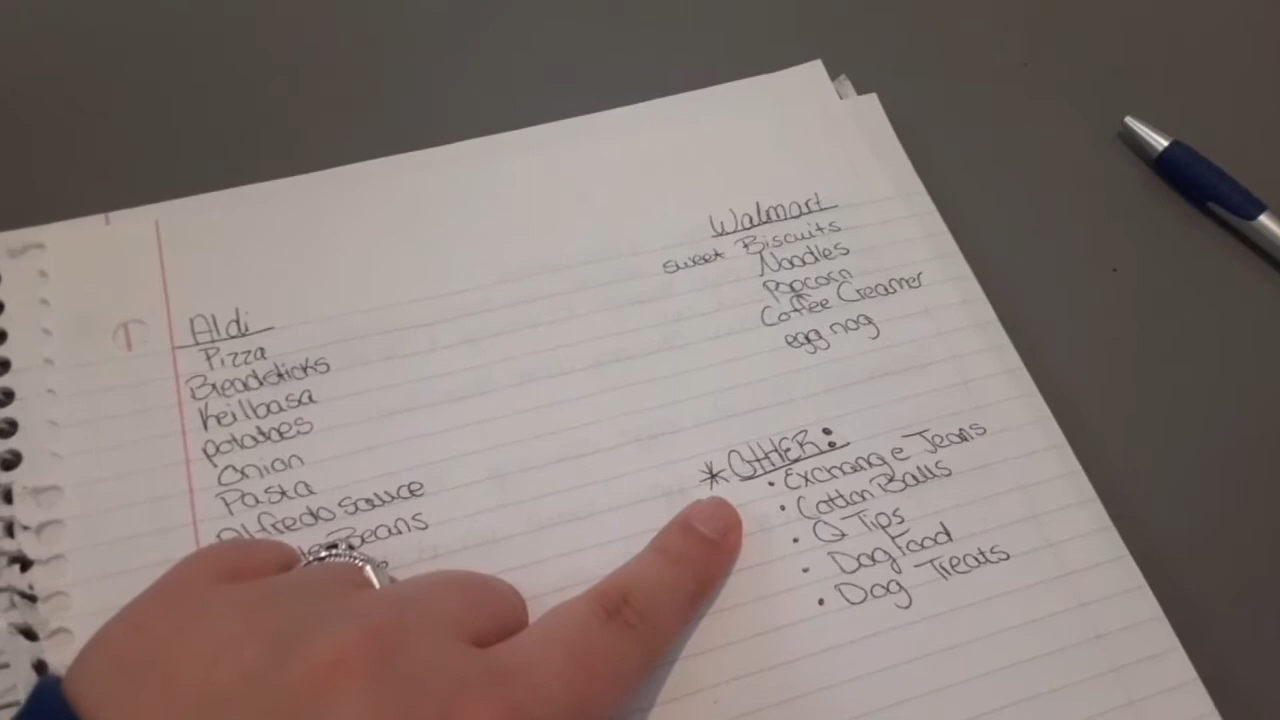 Aldi
Pizza
Breadsticks
Keilbasa
potatoes
Onion
Pasta
Alfredo Sauce
Beans
Walmart
sweet Biscuits
Noodles
Popcorn
Coffee Creamer
egg nog
* OTHER:
• Exchange Jeans
• Cotton Balls
• Q Tips
• Dog Food
• Dog Treats